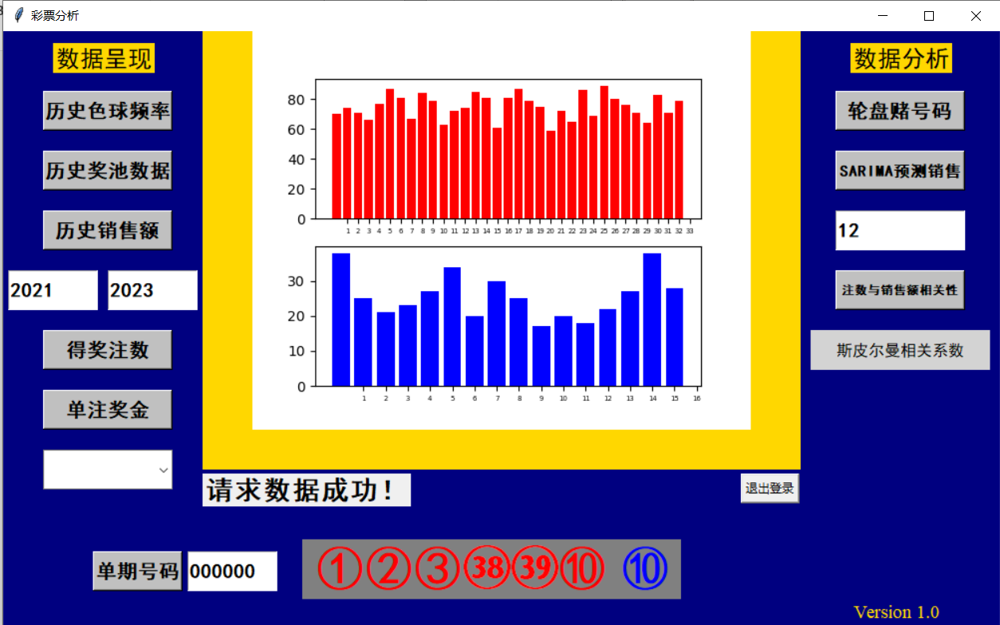 彩票分析
数据呈现
历史色球频率
历史奖池数据
历史销售额
2021 2023
得奖注数
单注奖金
80
60
40
20
0
1 2 3 4 5 6 7 8 9 10 11 12 13 14 15 16 17 18 19 20 21 22 23 24 25 26 27 28 29 30 31 32 33
30
20
10
0
1 2 3 4 5 6 7 8 9 10 11 12 13 14 15 16
数据分析
轮盘赌号码
SARIMA预测销售
12
注数与销售额相关性
斯皮尔曼相关系数
请求数据成功！
退出登录
单期号码 000000
① ② ③ ㊳ ㊴ ⑩ ⑩
Version 1.0